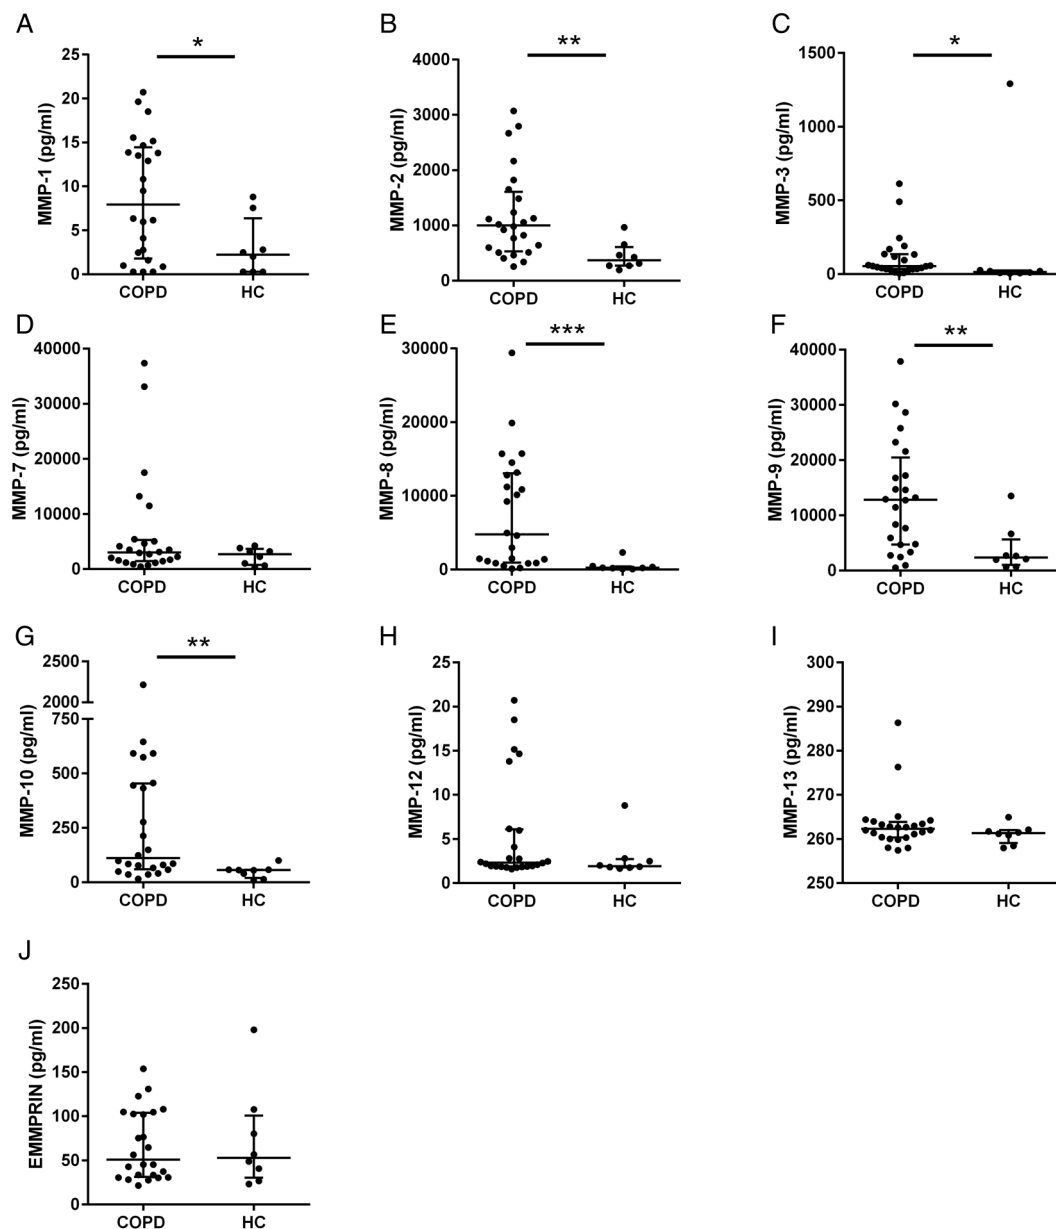 A
*
MMP-1 (pg/ml)
25
20
15
10
5
0
COPD
HC
B
**
MMP-2 (pg/ml)
4000
3000
2000
1000
0
COPD
HC
C
*
MMP-3 (pg/ml)
1500
1000
500
0
COPD
HC
D
MMP-7 (pg/ml)
40000
30000
20000
10000
0
COPD
HC
E
***
MMP-8 (pg/ml)
30000
20000
10000
0
COPD
HC
F
**
MMP-9 (pg/ml)
40000
30000
20000
10000
0
COPD
HC
G
**
MMP-10 (pg/ml)
2500
2000
750
500
250
0
COPD
HC
H
MMP-12 (pg/ml)
25
20
15
10
5
0
COPD
HC
I
MMP-13 (pg/ml)
300
290
280
270
260
250
COPD
HC
J
EMMPRIN (pg/ml)
250
200
150
100
50
0
COPD
HC